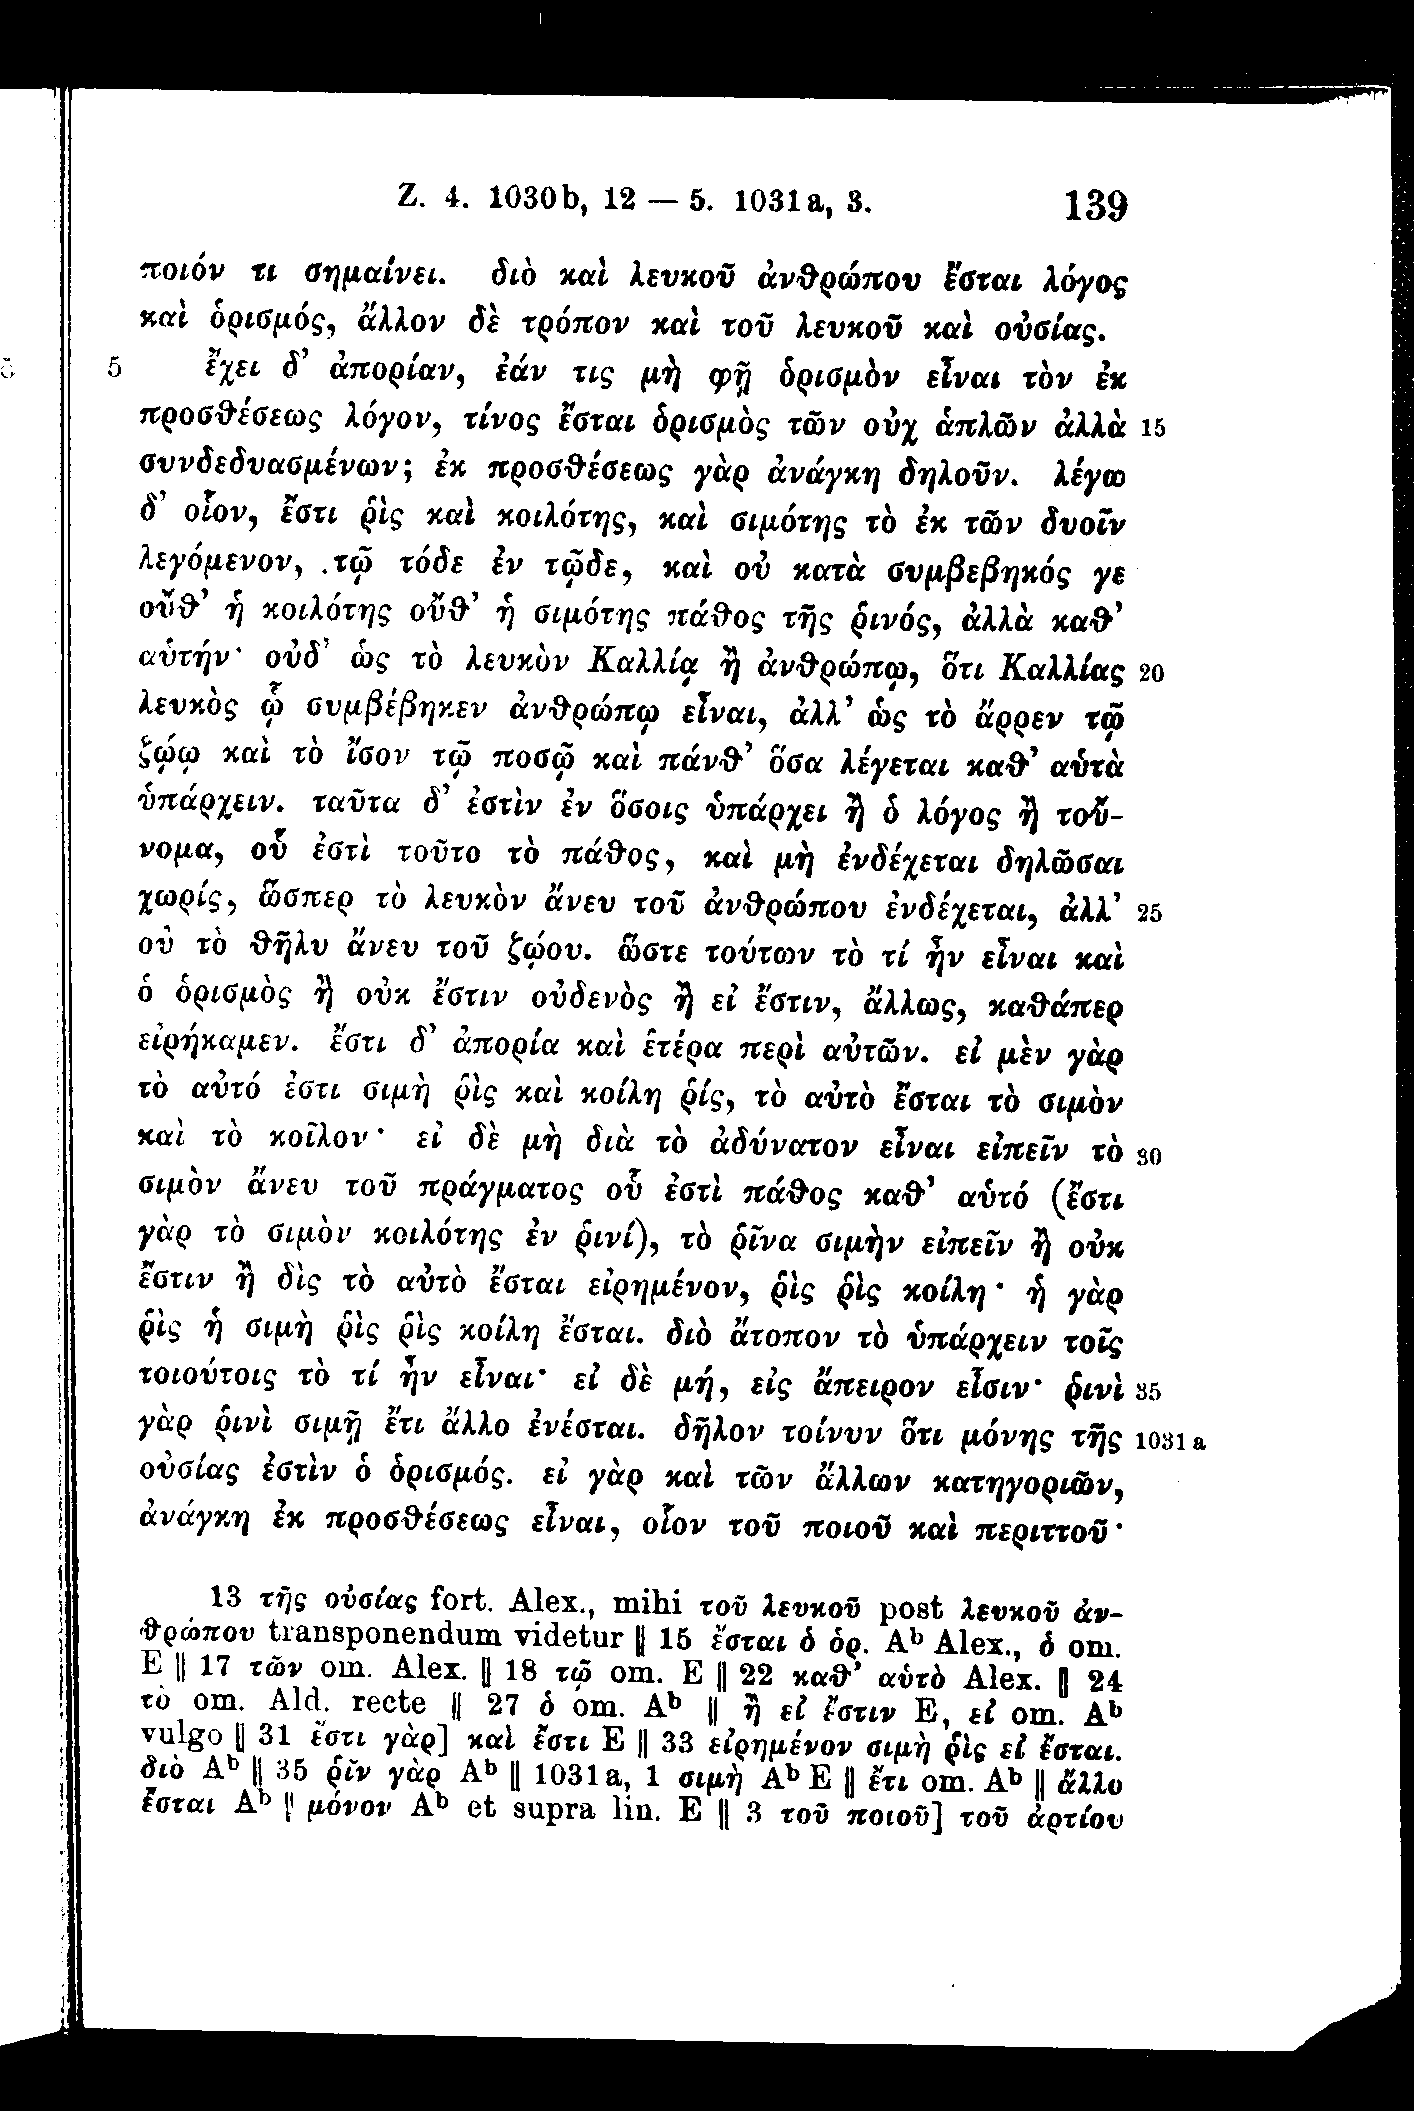 Z. 4. 1030b, 12 — 5. 1031a, 3. 139
ποιόν τι σημαίνει. διὸ καὶ λευκοῦ ἀνθρώπου ἔσται λόγος
καὶ ὁρισμός, ἄλλον δὲ τρόπον καὶ τοῦ λευκοῦ καὶ οὐσίας.
5 ἔχει δ’ ἀπορίαν, ἐάν τις μὴ φῇ ὁρισμὸν εἶναι τὸν ἐκ
προσθέσεως λόγον, τίνος ἔσται ὁρισμὸς τῶν οὐχ ἁπλῶν ἀλλὰ 15
συνδεδυασμένων; ἐκ προσθέσεως γὰρ ἀνάγκη δηλοῦν. λέγω
δ’ οἷον, ἔστι ῥὶς καὶ κοιλότης, καὶ σιμότης τὸ ἐκ τῶν δυοῖν
λεγόμενον, τῷ τόδε ἐν τῷδε, καὶ οὐ κατὰ συμβεβηκός γε
οὔθ’ ἡ κοιλότης οὔθ’ ἡ σιμότης πάθος τῆς ῥινός, ἀλλὰ καθ’
αὑτήν· οὐδ’ ὡς τὸ λευκὸν Καλλίᾳ ἢ ἀνθρώπῳ, ὅτι Καλλίας 20
λευκὸς ᾧ συμβέβηκεν ἀνθρώπῳ εἶναι, ἀλλ’ ὡς τὸ ἄρρεν τῷ
ζῴῳ καὶ τὸ ἴσον τῷ ποσῷ καὶ πάνθ’ ὅσα λέγεται καθ’ αὑτὰ
ὑπάρχειν. ταῦτα δ’ ἐστὶν ἐν ὅσοις ὑπάρχει ἢ ὁ λόγος ἢ τοὔ-
νομα, οὗ ἐστὶ τοῦτο τὸ πάθος, καὶ μὴ ἐνδέχεται δηλῶσαι
χωρίς, ὥσπερ τὸ λευκὸν ἄνευ τοῦ ἀνθρώπου ἐνδέχεται, ἀλλ’ 25
οὐ τὸ θῆλυ ἄνευ τοῦ ζῴου. ὥστε τούτων τὸ τί ἦν εἶναι καὶ
ὁ ὁρισμὸς ἢ οὐκ ἔστιν οὐδενὸς ἢ εἰ ἔστιν, ἄλλως, καθάπερ
εἰρήκαμεν. ἔστι δ’ ἀπορία καὶ ἑτέρα περὶ αὐτῶν. εἰ μὲν γὰρ
τὸ αὐτό ἐστι σιμὴ ῥὶς καὶ κοίλη ῥίς, τὸ αὐτὸ ἔσται τὸ σιμὸν
καὶ τὸ κοῖλον· εἰ δὲ μὴ διὰ τὸ ἀδύνατον εἶναι εἰπεῖν τὸ 30
σιμὸν ἄνευ τοῦ πράγματος οὗ ἐστὶ πάθος καθ’ αὑτό (ἔστι
γὰρ τὸ σιμὸν κοιλότης ἐν ῥινί), τὸ ῥῖνα σιμὴν εἰπεῖν ἢ οὐκ
ἔστιν ἢ δὶς τὸ αὐτὸ ἔσται εἰρημένον, ῥὶς ῥὶς κοίλη· ἡ γὰρ
ῥὶς ἡ σιμὴ ῥὶς ῥὶς κοίλη ἔσται. διὸ ἄτοπον τὸ ὑπάρχειν τοῖς
τοιούτοις τὸ τί ἦν εἶναι· εἰ δὲ μή, εἰς ἄπειρον εἶσιν· ῥινὶ 35
γὰρ ῥινὶ σιμῇ ἔτι ἄλλο ἐνέσται. δῆλον τοίνυν ὅτι μόνης τῆς 1031 a
οὐσίας ἐστὶν ὁ ὁρισμός. εἰ γὰρ καὶ τῶν ἄλλων κατηγοριῶν,
ἀνάγκη ἐκ προσθέσεως εἶναι, οἷον τοῦ ποιοῦ καὶ περιττοῦ·
13 τῆς οὐσίας fort. Alex., mihi τοῦ λευκοῦ post λευκοῦ ἀν-
θρώπου transponendum videtur ‖ 15 ἔσται ὁ ὁρ. Aᵇ Alex., ὁ om.
E ‖ 17 τῶν om. Alex. ‖ 18 τῷ om. E ‖ 22 καθ’ αὑτὸ Alex. ‖ 24
τὸ om. Ald. recte ‖ 27 ὁ om. Aᵇ ‖ ἢ εἰ ἔστιν E, εἰ om. Aᵇ
vulgo ‖ 31 ἔστι γὰρ] καὶ ἔστι E ‖ 33 εἰρημένον σιμὴ ῥὶς εἰ ἔσται.
διὸ Aᵇ ‖ 35 ῥῖν γὰρ Aᵇ ‖ 1031a, 1 σιμὴ Aᵇ E ‖ ἔτι om. Aᵇ ‖ ἄλλο
ἔσται Aᵇ ‖ μόνον Aᵇ et supra lin. E ‖ 3 τοῦ ποιοῦ] τοῦ ἀρτίου